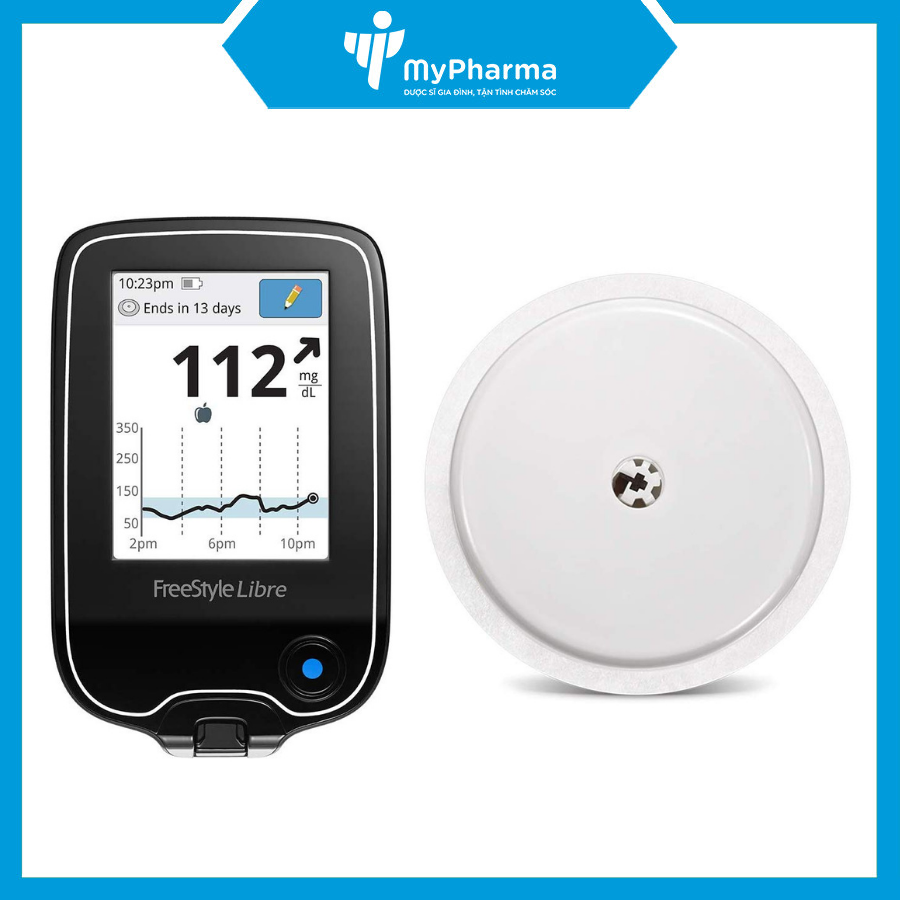 MyPharma
DƯỢC SĨ GIA ĐÌNH, TẬN TÌNH CHĂM SÓC
10:23pm
Ends in 13 days
112
mg
dL
350
250
150
50
2pm 6pm 10pm
FreeStyle Libre